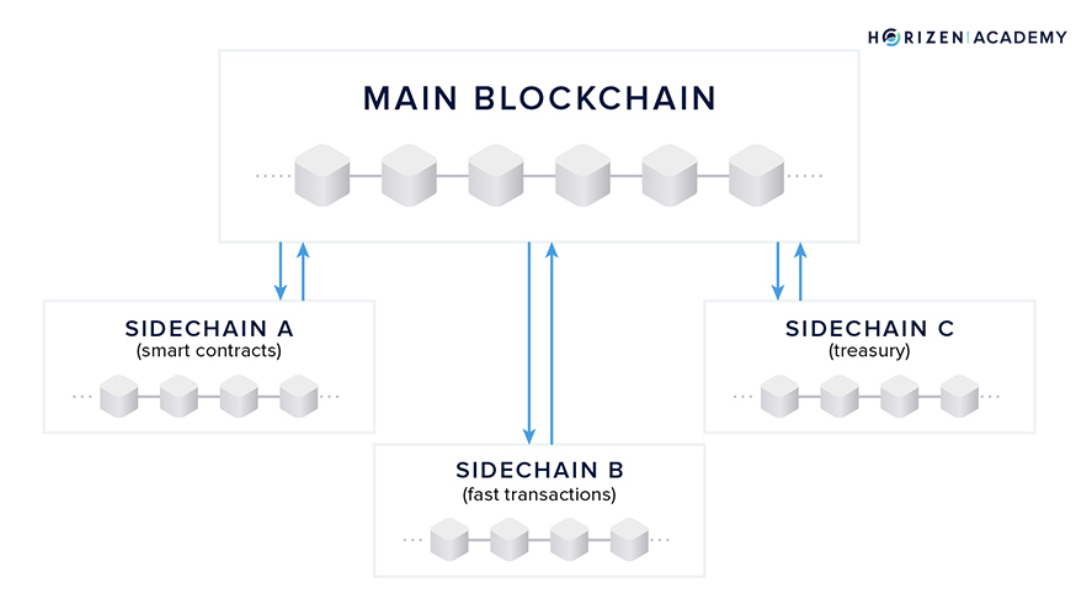 HORIZEN ACADEMY
MAIN BLOCKCHAIN
SIDECHAIN A
(smart contracts)
SIDECHAIN C
(treasury)
SIDECHAIN B
(fast transactions)